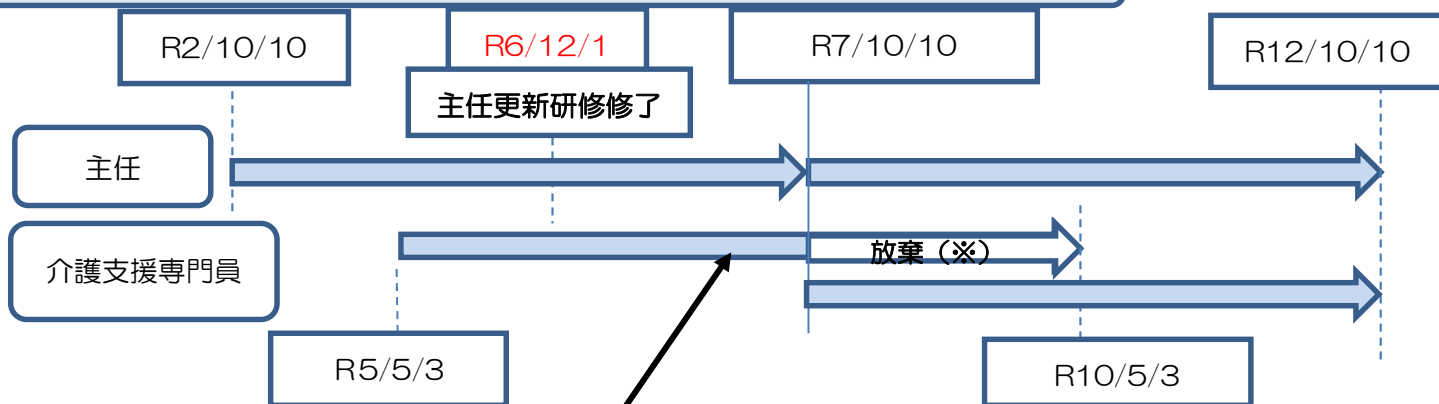 R2/10/10
R6/12/1
R7/10/10
R12/10/10
主任更新研修修了
主任
放棄（※）
介護支援専門員
R5/5/3
R10/5/3